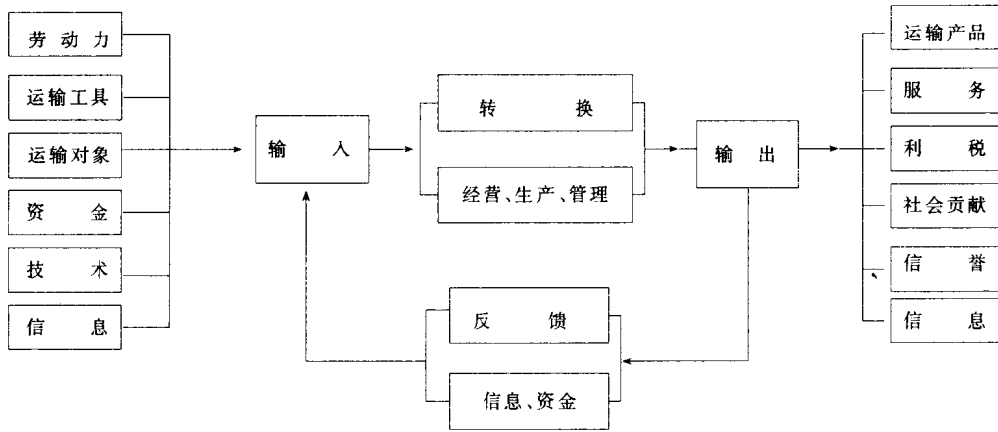 劳动力
运输工具
运输对象
资金
技术
信息
输入
转换
经营、生产、管理
输出
反馈
信息、资金
运输产品
服务
利税
社会贡献
信誉
信息